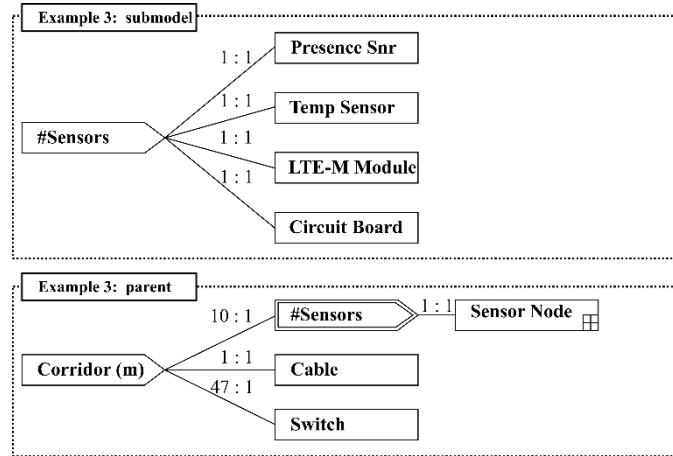 Example 3: submodel
Presence Snr
1 : 1
Temp Sensor
1 : 1
#Sensors
1 : 1
LTE-M Module
1 : 1
Circuit Board
Example 3: parent
10 : 1
#Sensors
1 : 1
Sensor Node
1 : 1
Corridor (m)
Cable
47 : 1
Switch